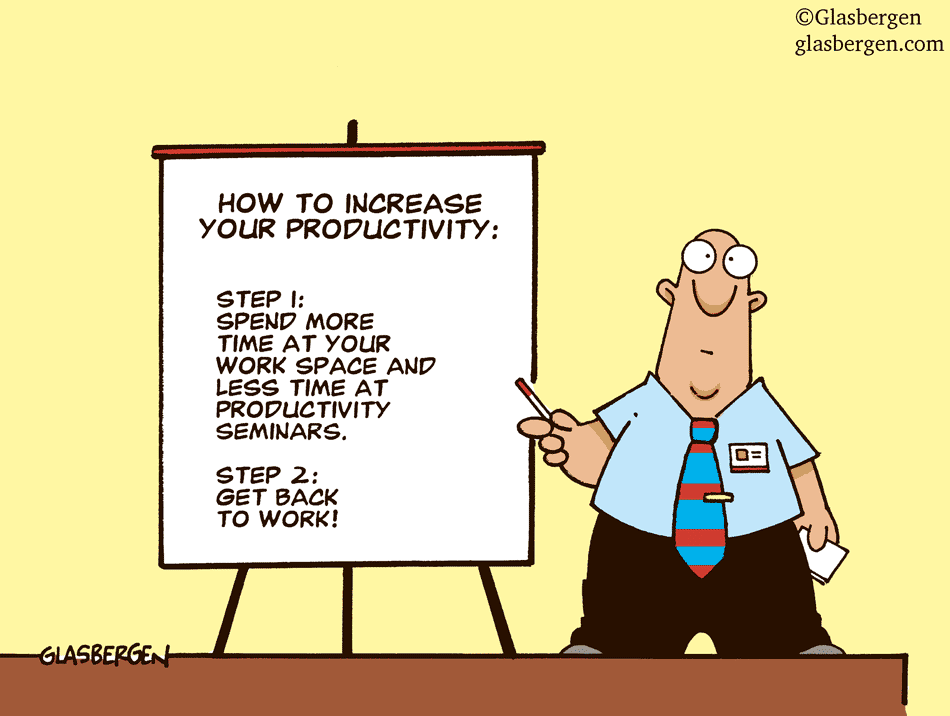 ©Glasbergen
glasbergen.com
HOW TO INCREASE
YOUR PRODUCTIVITY:
STEP 1:
SPEND MORE
TIME AT YOUR
WORK SPACE AND
LESS TIME AT
PRODUCTIVITY
SEMINARS.
STEP 2:
GET BACK
TO WORK!
GLASBERGEN